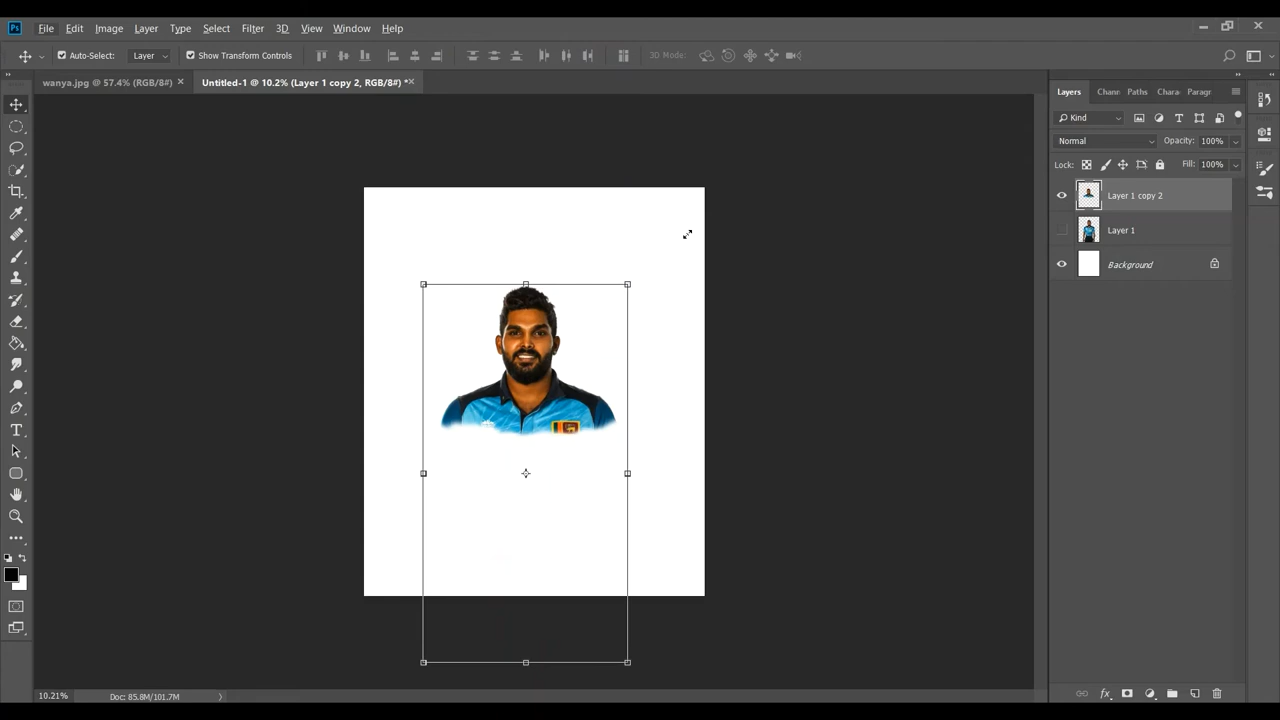 Ps File Edit Image Layer Type Select Filter 3D View Window Help
Auto-Select: Layer Show Transform Controls 3D Mode:
wanya.jpg @ 57.4% (RGB/8#) × Untitled-1 @ 10.2% (Layer 1 copy 2, RGB/8#) * ×
Layers Chann Paths Chara Paragr
Kind
Normal Opacity: 100%
Lock: Fill: 100%
Layer 1 copy 2
Layer 1
Background
10.21% Doc: 85.8M/101.7M